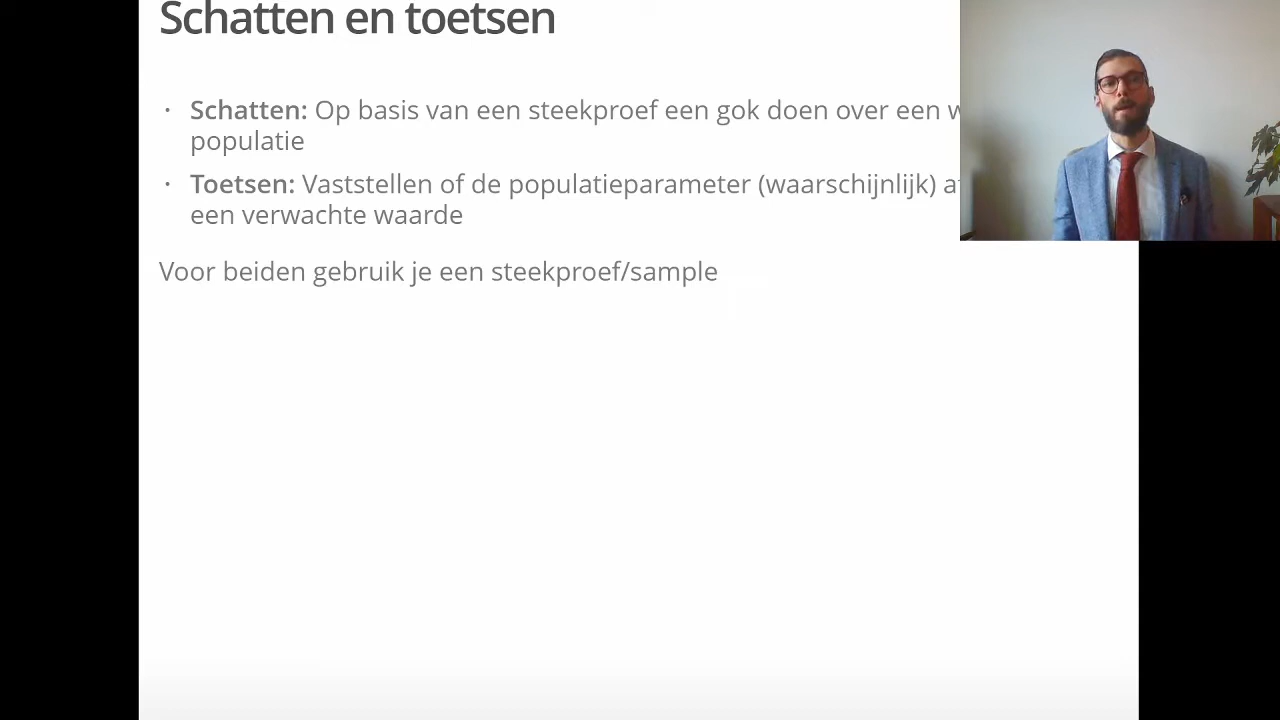 Schatten en toetsen
· Schatten: Op basis van een steekproef een gok doen over een
populatie
· Toetsen: Vaststellen of de populatieparameter (waarschijnlijk)
een verwachte waarde
Voor beiden gebruik je een steekproef/sample